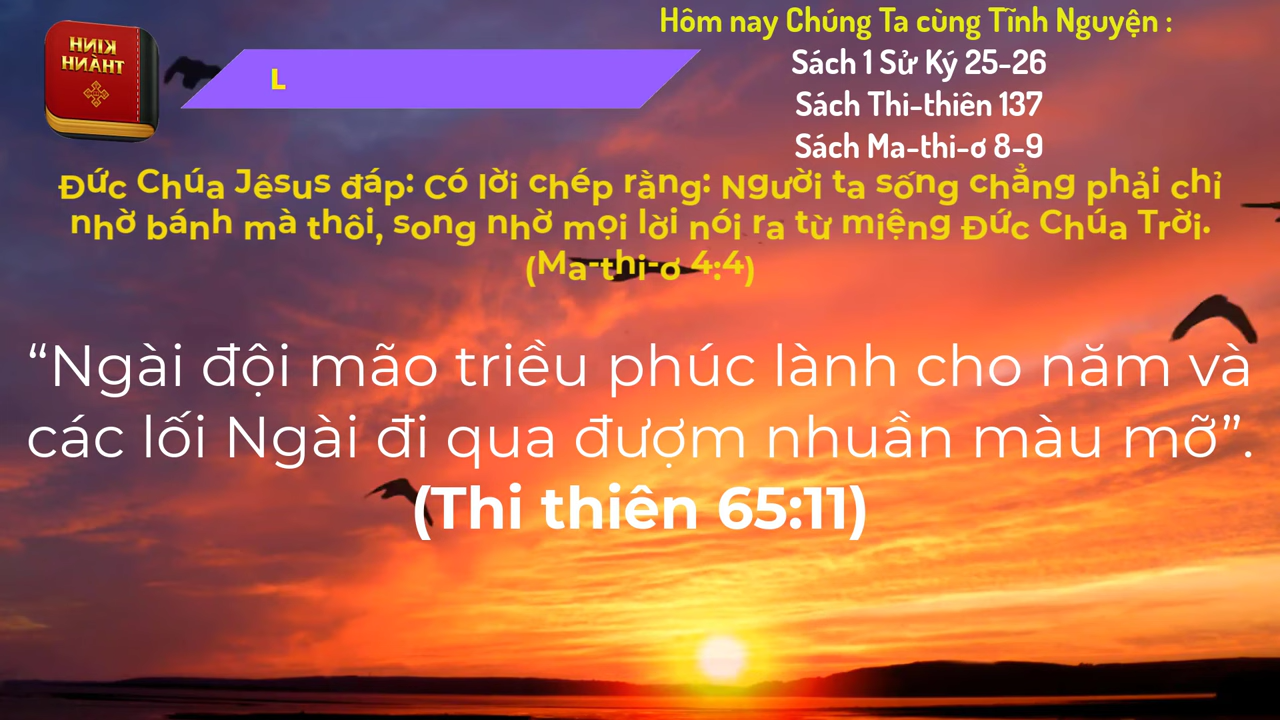 KINH
THÁNH
L
Hôm nay Chúng Ta cùng Tĩnh Nguyện :
Sách 1 Sử Ký 25-26
Sách Thi-thiên 137
Sách Ma-thi-ơ 8-9
Đức Chúa Jêsus đáp: Có lời chép rằng: Người ta sống chẳng phải chỉ
nhờ bánh mà thôi, song nhờ mọi lời nói ra từ miệng Đức Chúa Trời.
(Ma-thi-ơ 4:4)
“Ngài đội mão triều phúc lành cho năm và
các lối Ngài đi qua đượm nhuần màu mỡ”.
(Thi thiên 65:11)